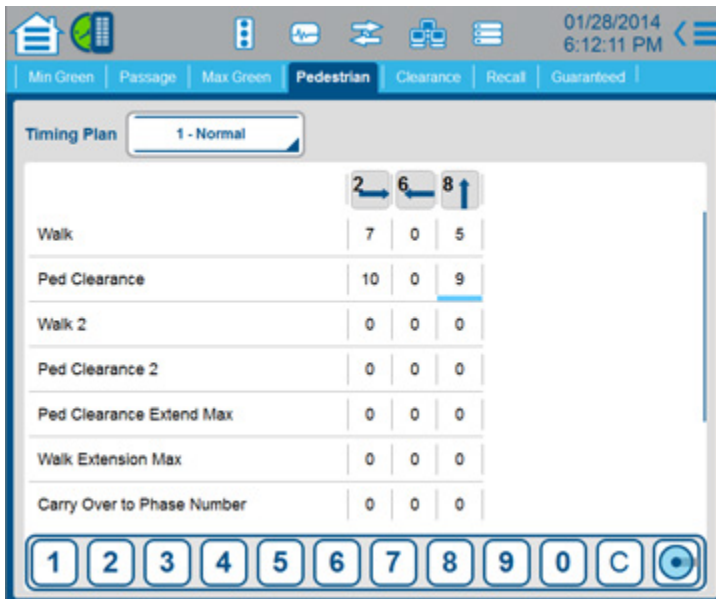 01/28/2014
6:12:11 PM
Min Green Passage Max Green Pedestrian Clearance Recall Guaranteed
Timing Plan 1 - Normal
2 6 8
Walk 7 0 5
Ped Clearance 10 0 9
Walk 2 0 0 0
Ped Clearance 2 0 0 0
Ped Clearance Extend Max 0 0 0
Walk Extension Max 0 0 0
Carry Over to Phase Number 0 0 0
1 2 3 4 5 6 7 8 9 0 C